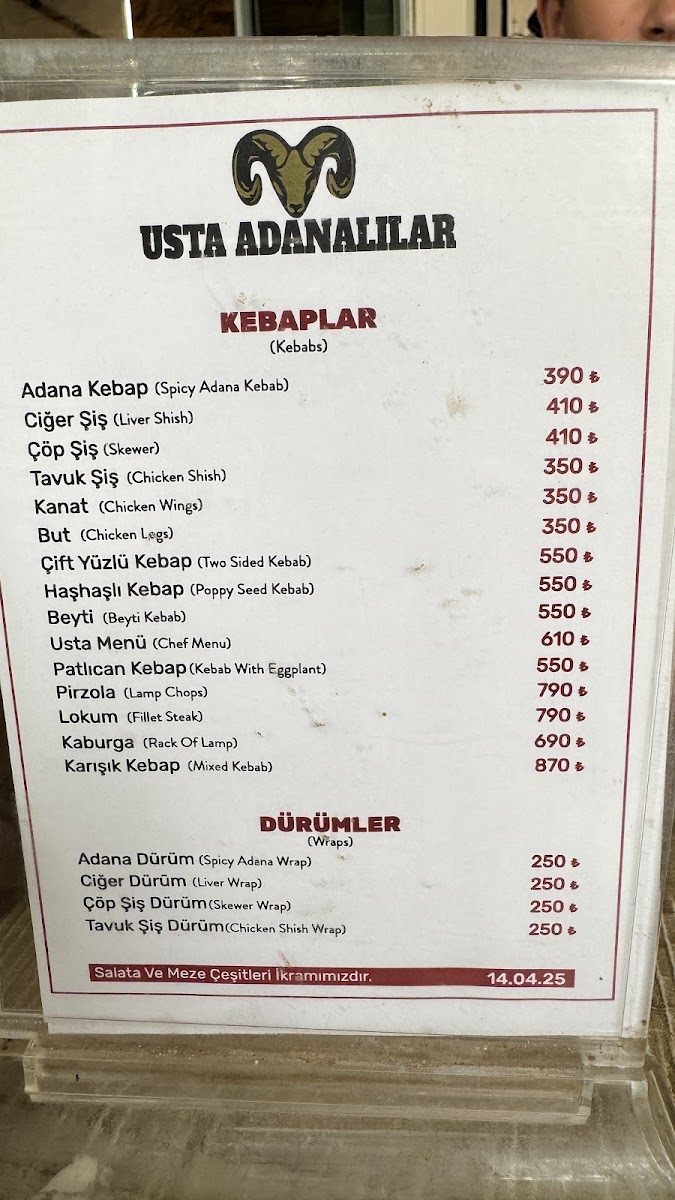 USTA ADANALILAR
KEBAPLAR
(Kebabs)
Adana Kebap (Spicy Adana Kebab) 390 ₺
Ciğer Şiş (Liver Shish) 410 ₺
Çöp Şiş (Skewer) 410 ₺
Tavuk Şiş (Chicken Shish) 350 ₺
Kanat (Chicken Wings) 350 ₺
But (Chicken Legs) 350 ₺
Çift Yüzlü Kebap (Two Sided Kebab) 550 ₺
Haşhaşlı Kebap (Poppy Seed Kebab) 550 ₺
Beyti (Beyti Kebab) 550 ₺
Usta Menü (Chef Menu) 610 ₺
Patlıcan Kebap (Kebab With Eggplant) 550 ₺
Pirzola (Lamp Chops) 790 ₺
Lokum (Fillet Steak) 790 ₺
Kaburga (Rack Of Lamp) 690 ₺
Karışık Kebap (Mixed Kebab) 870 ₺
DÜRÜMLER
(Wraps)
Adana Dürüm (Spicy Adana Wrap) 250 ₺
Ciğer Dürüm (Liver Wrap) 250 ₺
Çöp Şiş Dürüm (Skewer Wrap) 250 ₺
Tavuk Şiş Dürüm (Chicken Shish Wrap) 250 ₺
Salata Ve Meze Çeşitleri İkramımızdır. 14.04.25